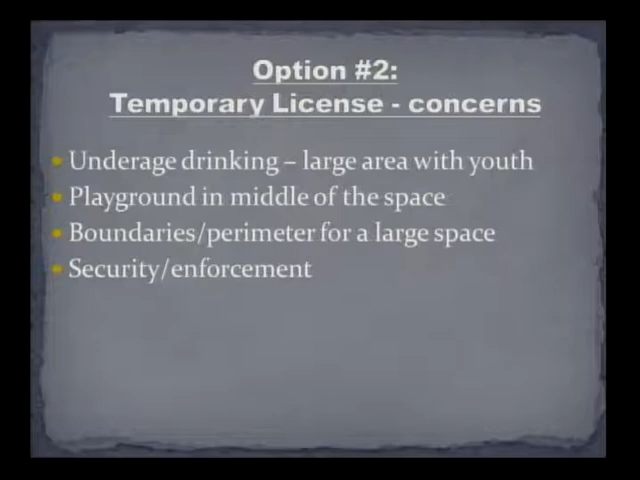 Option #2:
Temporary License - concerns
Underage drinking – large area with youth
Playground in middle of the space
Boundaries/perimeter for a large space
Security/enforcement